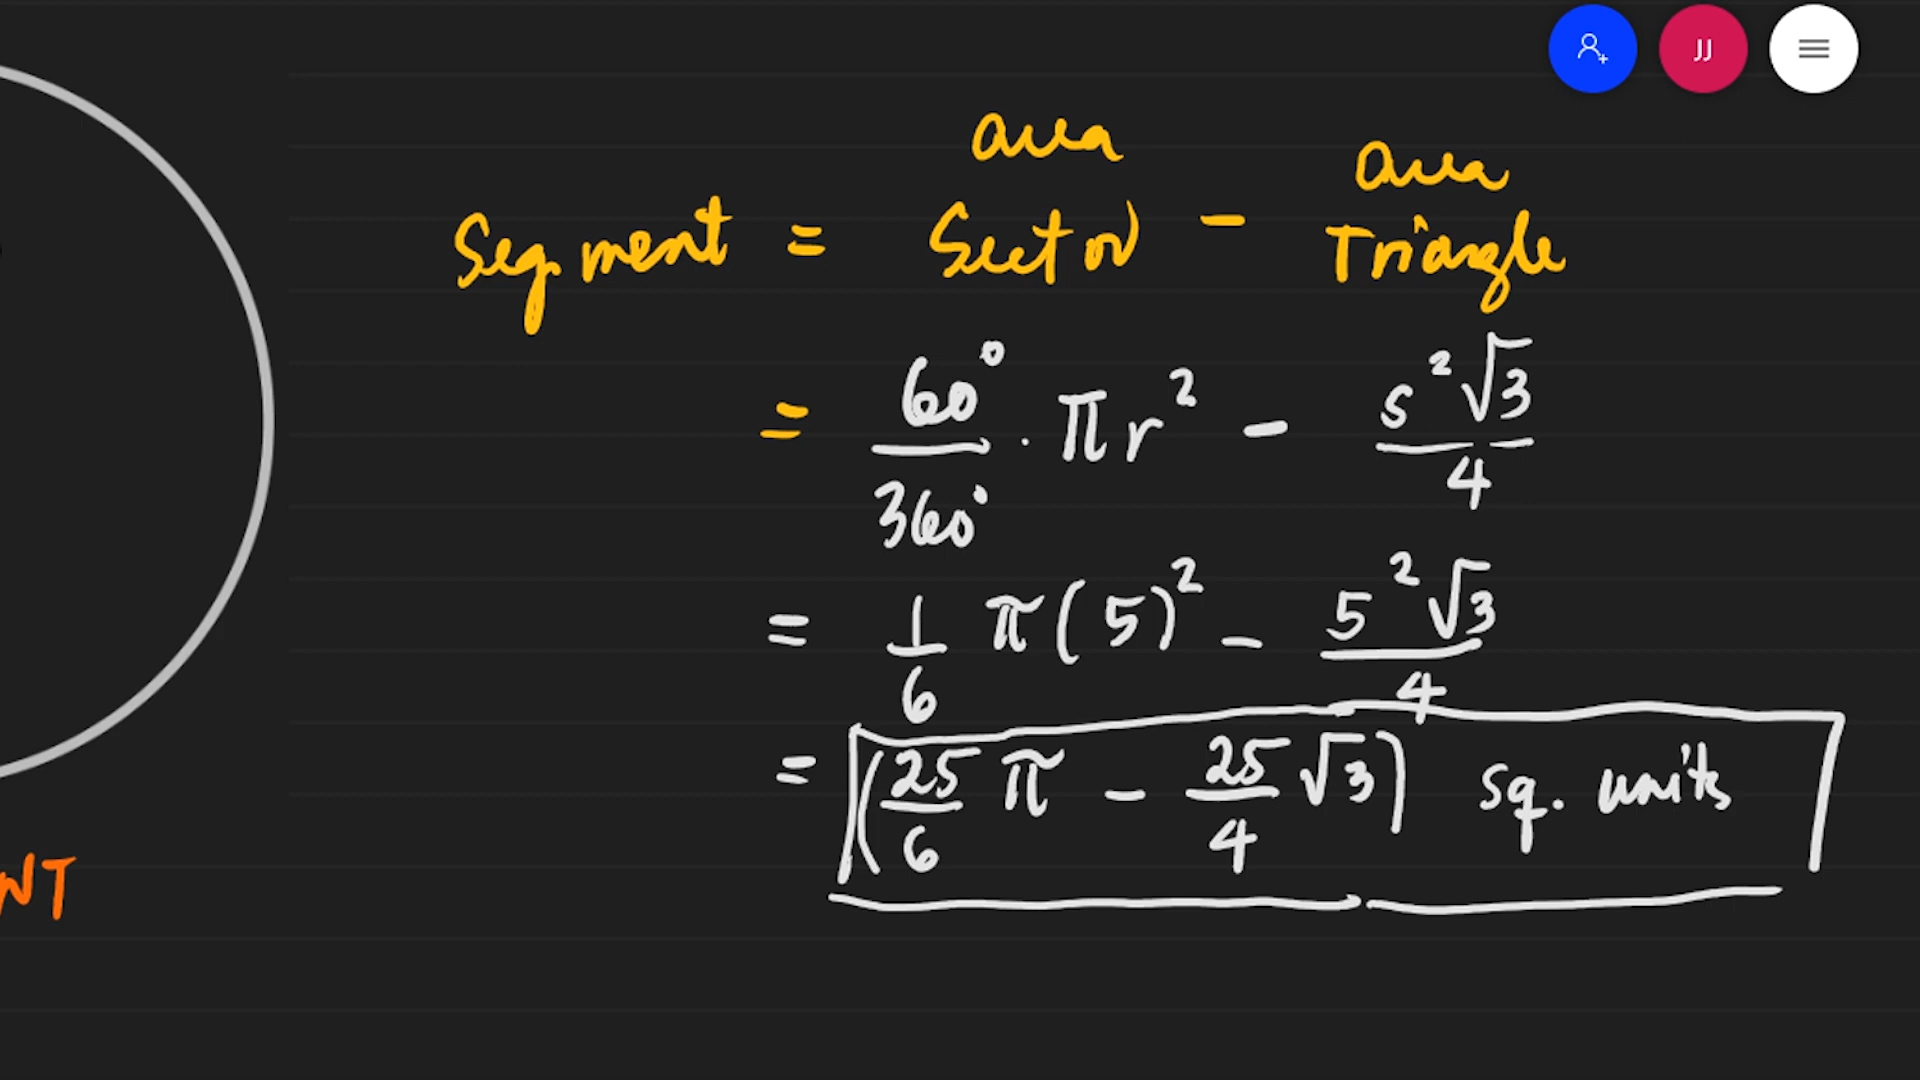 JJ
area area
Segment = Sector - Triangle
= 60°/360° · πr² - s²√3/4
= 1/6 π(5)² - 5²√3/4
= (25/6 π - 25/4 √3) sq. units
NT